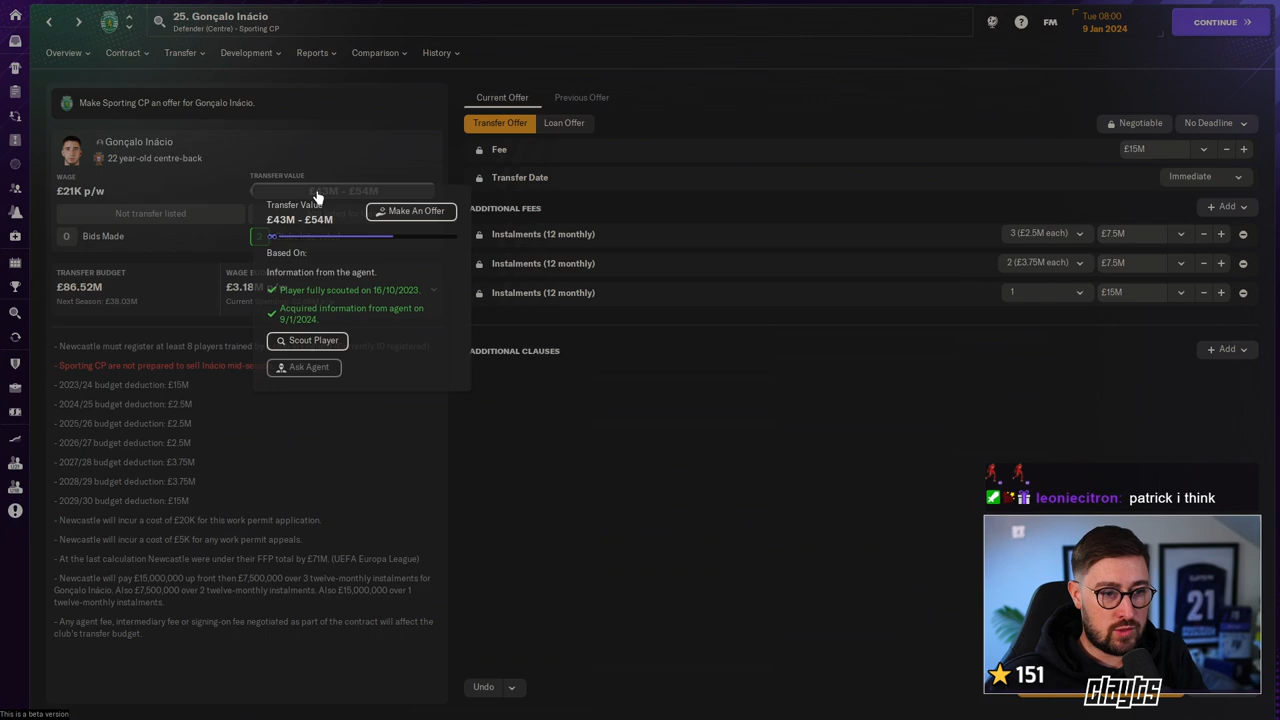 25. Gonçalo Inácio
Defender (Centre) - Sporting CP
FM
Tue 08:00
9 Jan 2024
CONTINUE
Overview
Contract
Transfer
Development
Reports
Comparison
History
Make Sporting CP an offer for Gonçalo Inácio.
Gonçalo Inácio
22 year-old centre-back
WAGE
£21K p/w
TRANSFER VALUE
£43M - £54M
Not transfer listed
0 Bids Made
TRANSFER BUDGET
£86.52M
Next Season: £38.03M
Transfer Value
£43M - £54M
Make An Offer
Based On:
Information from the agent.
Player fully scouted on 16/10/2023.
Acquired information from agent on
9/1/2024.
Scout Player
Ask Agent
- Newcastle must register at least 8 players trained
- Sporting CP are not prepared to sell Inácio
- 2023/24 budget deduction: £15M
- 2024/25 budget deduction: £2.5M
- 2025/26 budget deduction: £2.5M
- 2026/27 budget deduction: £2.5M
- 2027/28 budget deduction: £3.75M
- 2028/29 budget deduction: £3.75M
- 2029/30 budget deduction: £15M
- Newcastle will incur a cost of £20K for this work permit application.
- Newcastle will incur a cost of £5K for any work permit appeals.
- At the last calculation Newcastle were under their FFP total by £71M. (UEFA Europa League)
- Newcastle will pay £15,000,000 up front then £7,500,000 over 3 twelve-monthly instalments for
Gonçalo Inácio. Also £7,500,000 over 2 twelve-monthly instalments. Also £15,000,000 over 1
twelve-monthly instalments.
- Any agent fee, intermediary fee or signing-on fee negotiated as part of the contract will affect the
club's transfer budget.
Current Offer
Previous Offer
Transfer Offer
Loan Offer
Negotiable
No Deadline
Fee
£15M
Transfer Date
Immediate
ADDITIONAL FEES
Add
Instalments (12 monthly)
3 (£2.5M each)
£7.5M
Instalments (12 monthly)
2 (£3.75M each)
£7.5M
Instalments (12 monthly)
1
£15M
ADDITIONAL CLAUSES
Add
Undo
leoniecitron: patrick i think
21
151
clayts
This is a beta version